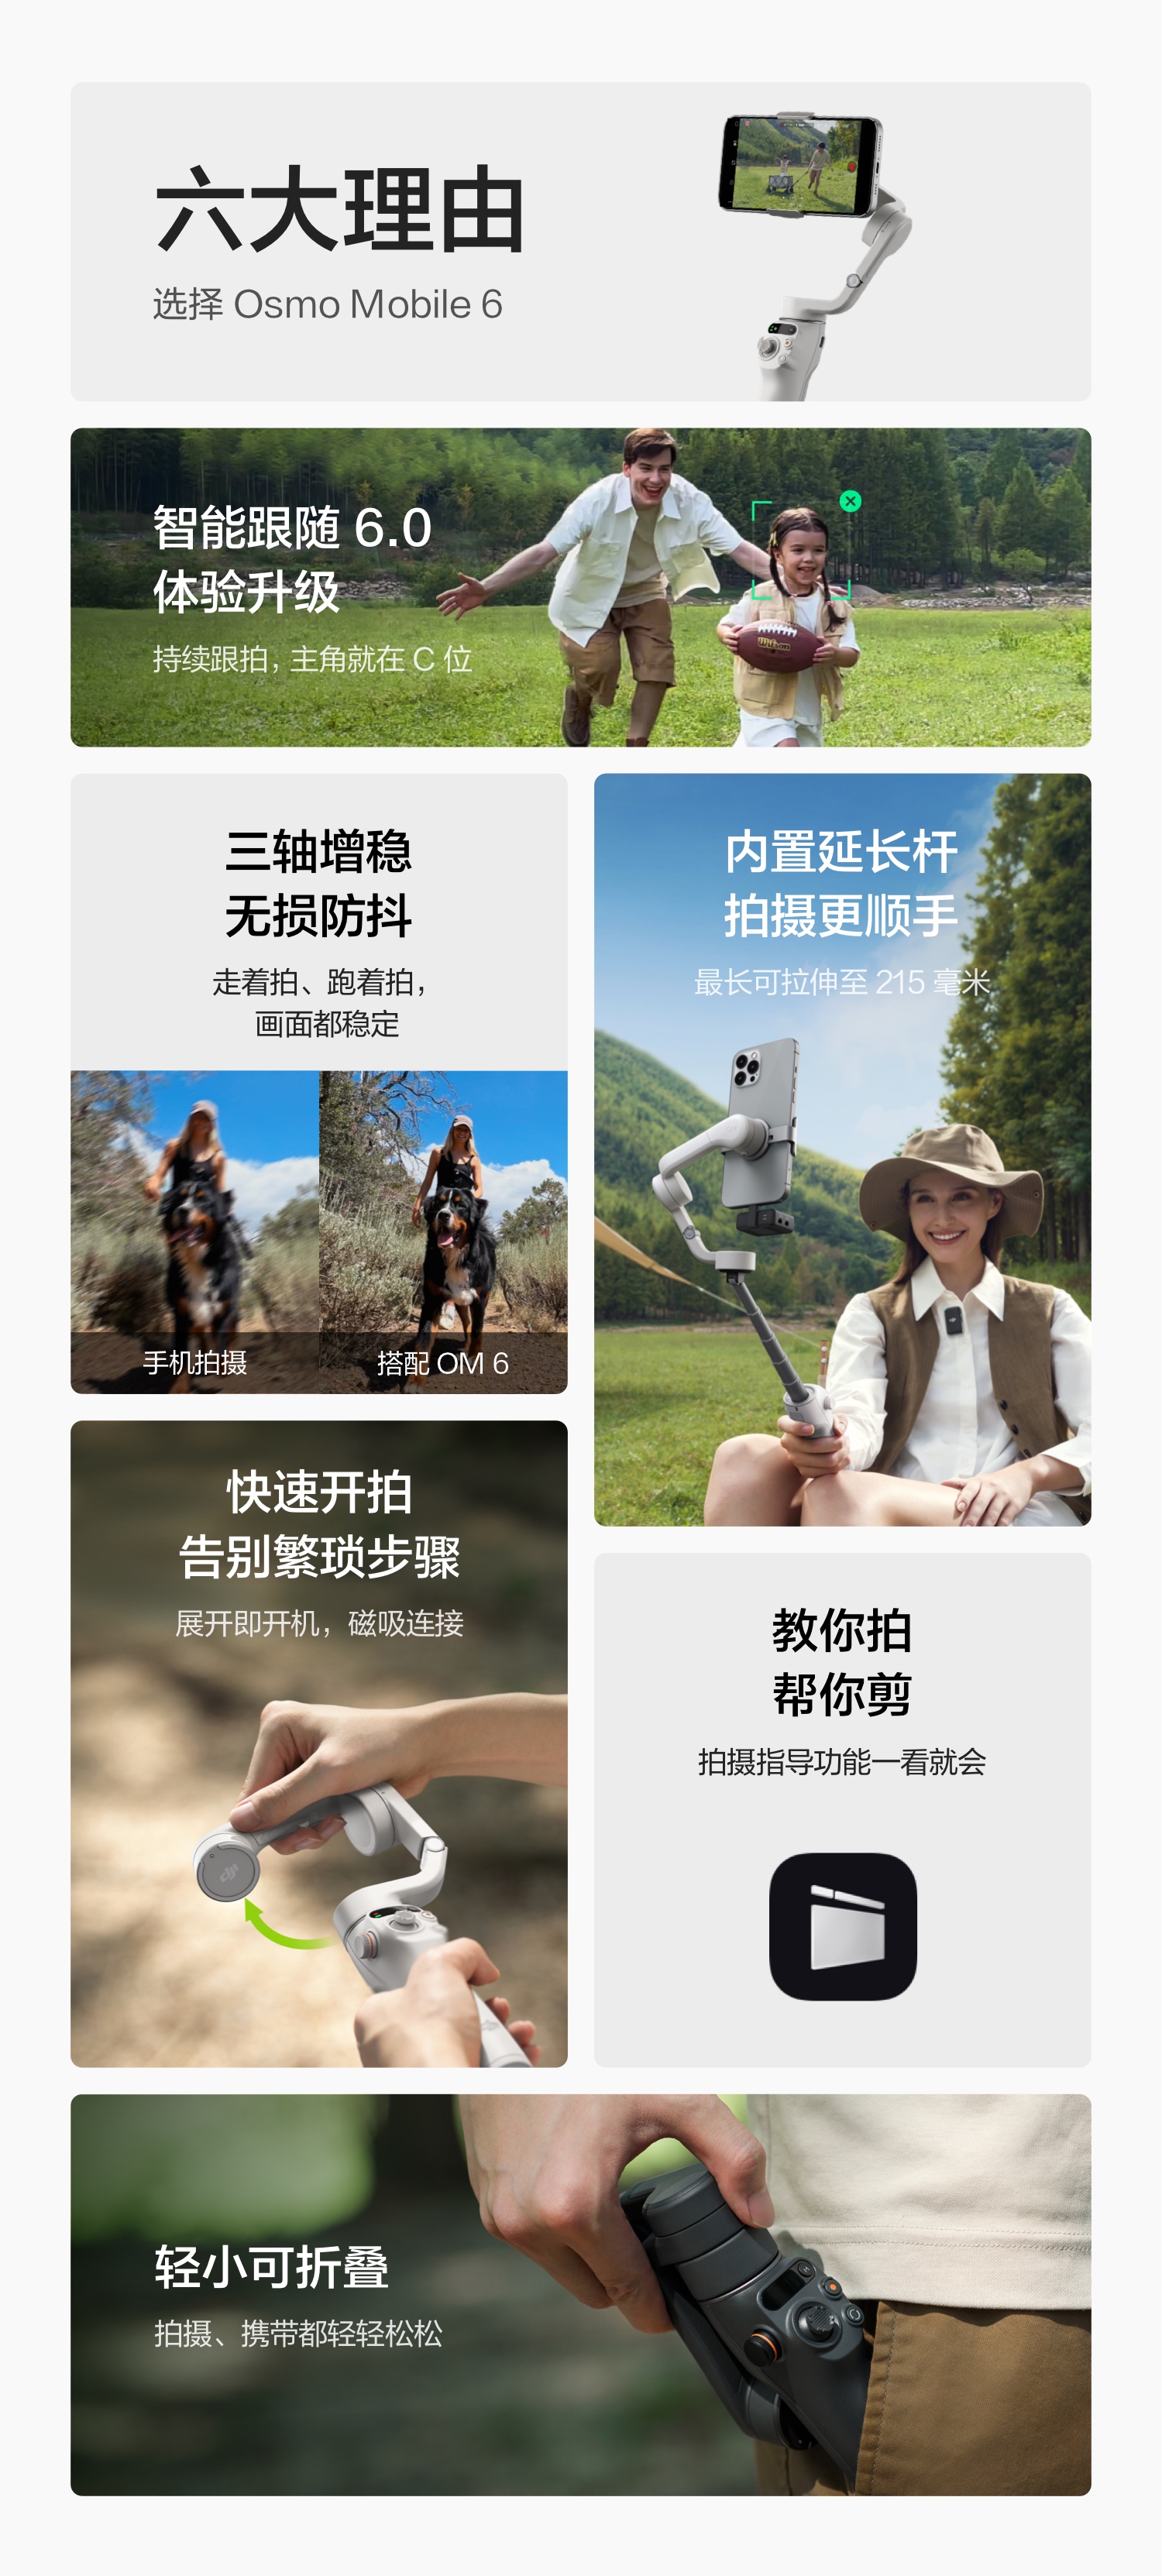 六大理由
选择 Osmo Mobile 6
智能跟随 6.0
体验升级
持续跟拍，主角就在 C 位
Wilson
三轴增稳
无损防抖
走着拍、跑着拍，
画面都稳定
手机拍摄
搭配 OM 6
内置延长杆
拍摄更顺手
最长可拉伸至 215 毫米
快速开拍
告别繁琐步骤
展开即开机，磁吸连接
dji
教你拍
帮你剪
拍摄指导功能一看就会
轻小可折叠
拍摄、携带都轻轻松松